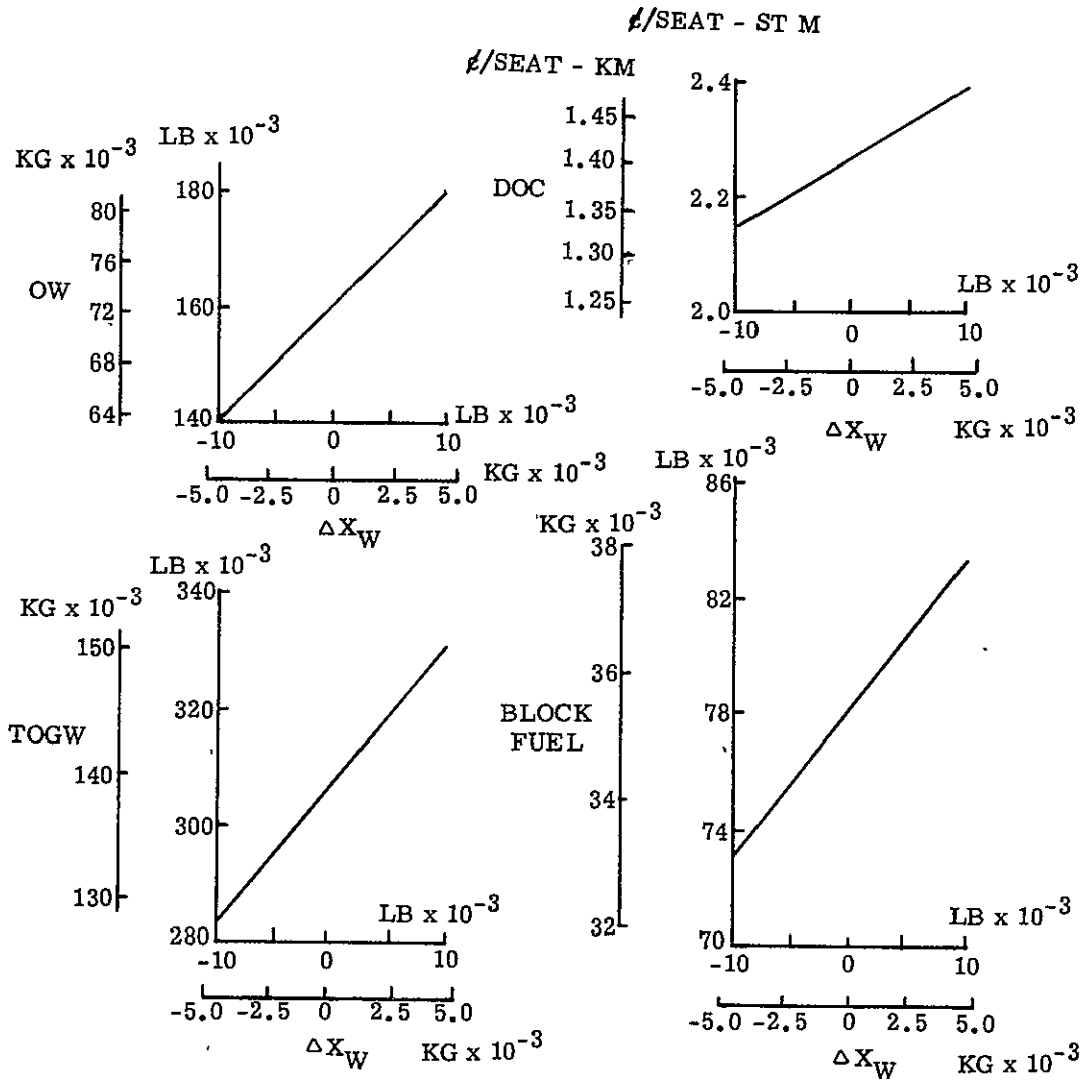 ¢/SEAT - ST M
¢/SEAT - KM
KG x 10⁻³
LB x 10⁻³
OW
80
76
72
68
64
180
160
140
-10 0 10
LB x 10⁻³
-5.0 -2.5 0 2.5 5.0
KG x 10⁻³
ΔX_W
DOC
1.45
1.40
1.35
1.30
1.25
2.4
2.2
2.0
-10 0 10
LB x 10⁻³
-5.0 -2.5 0 2.5 5.0
ΔX_W KG x 10⁻³
KG x 10⁻³
LB x 10⁻³
TOGW
150
140
130
340
320
300
280
LB x 10⁻³
-10 0 10
-5.0 -2.5 0 2.5 5.0
ΔX_W KG x 10⁻³
LB x 10⁻³
KG x 10⁻³
BLOCK
FUEL
38
36
34
32
86
82
78
74
70
LB x 10⁻³
-10 0 10
-5.0 -2.5 0 2.5 5.0
ΔX_W KG x 10⁻³